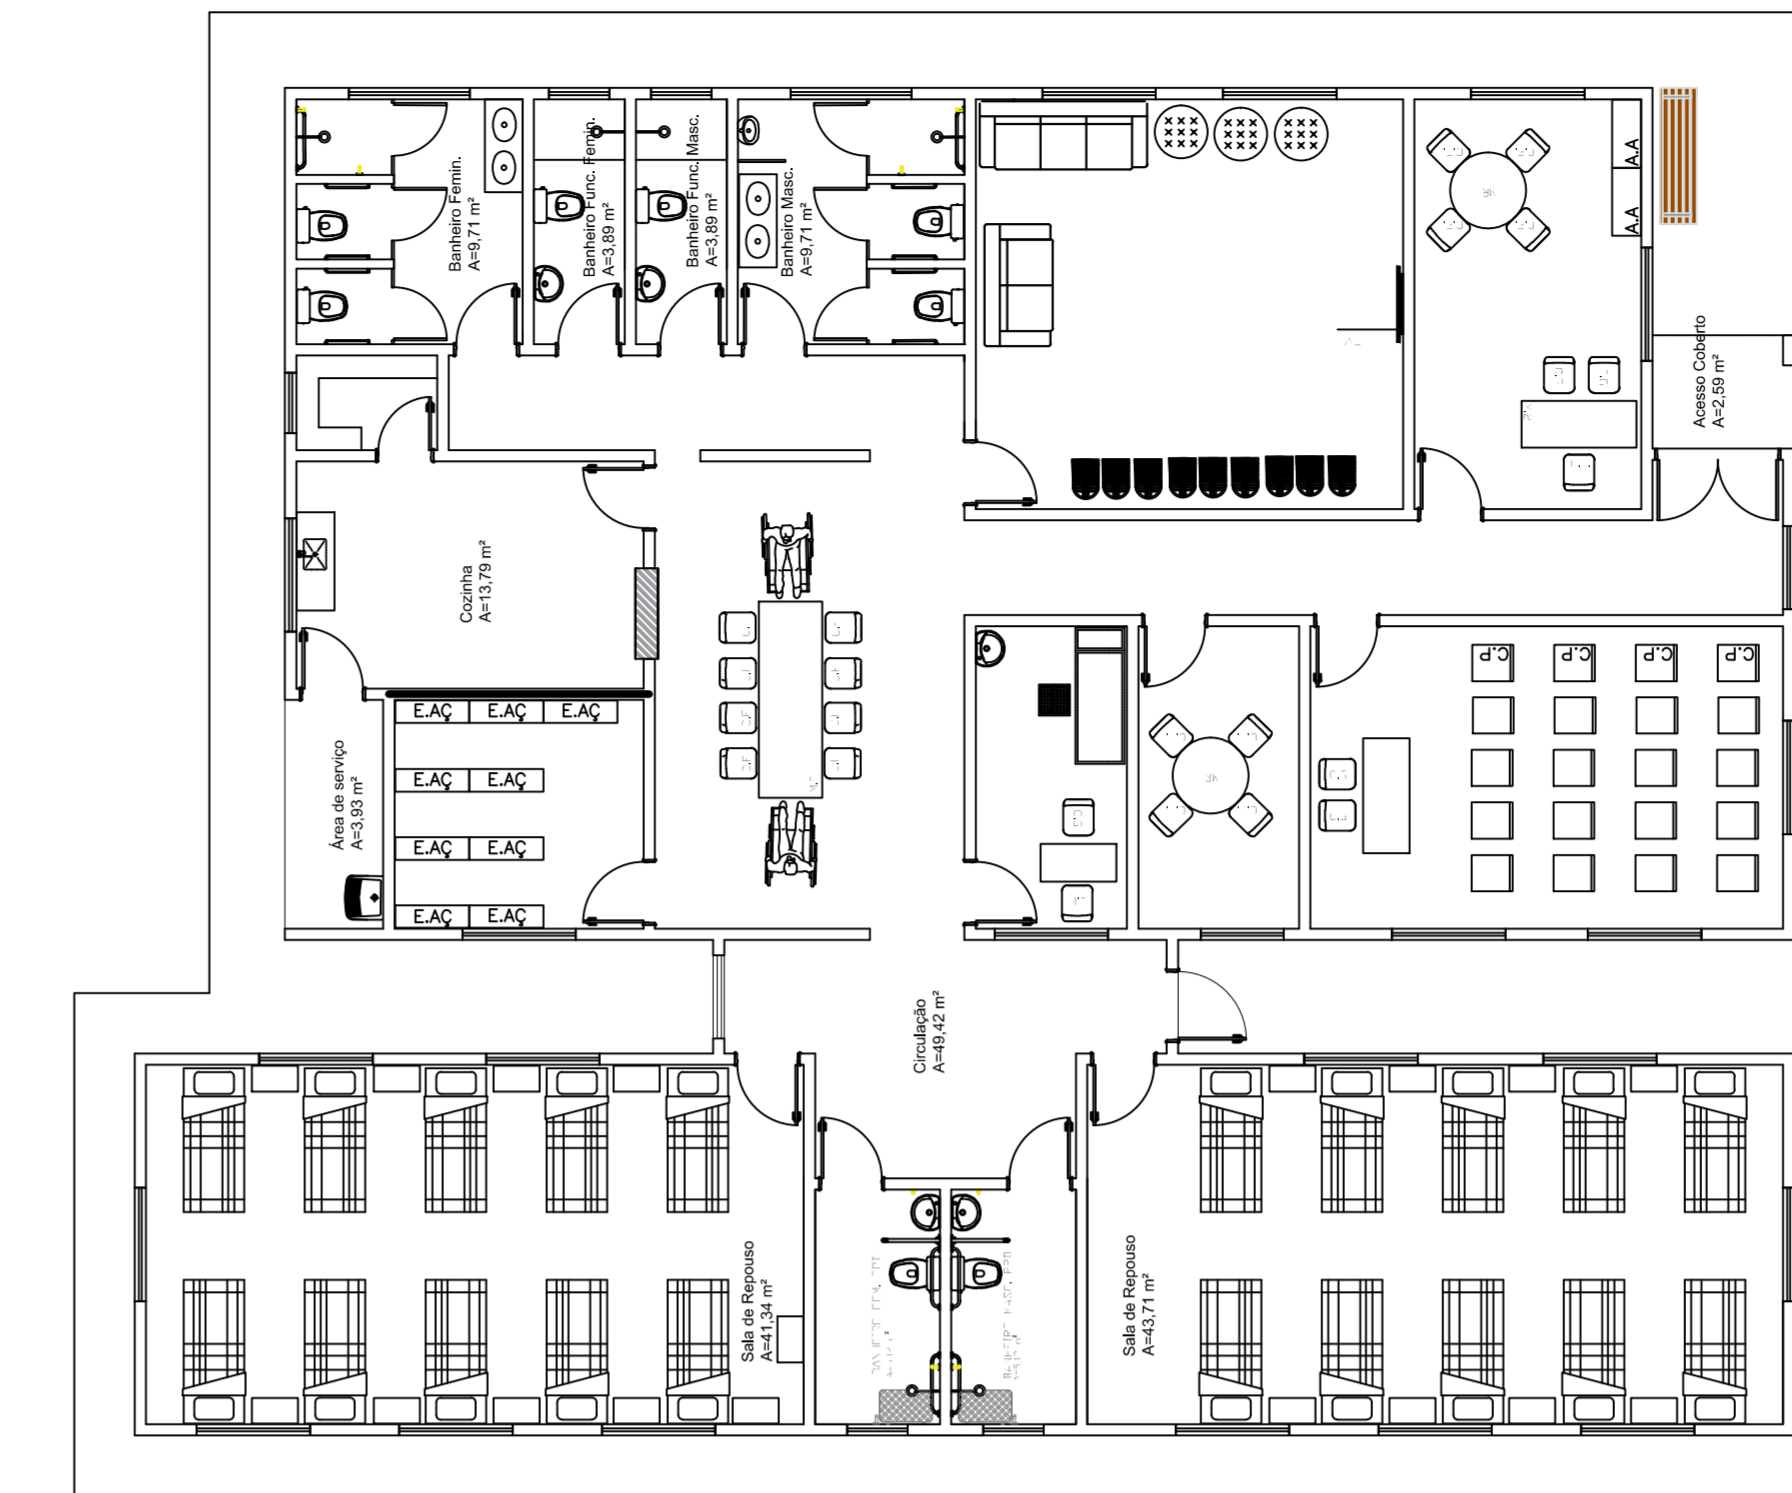 Banheiro Femin.
A=9,71 m²
Banheiro Func. Femin.
A=3,89 m²
Banheiro Func. Masc.
A=3,89 m²
Banheiro Masc.
A=9,71 m²
A.A
A.A
Acesso Coberto
A=2,59 m²
Cozinha
A=13,79 m²
Área de serviço
A=3,93 m²
E.AÇ E.AÇ E.AÇ
E.AÇ E.AÇ
E.AÇ E.AÇ
E.AÇ E.AÇ
C.P C.P C.P C.P
Circulação
A=49,42 m²
Sala de Repouso
A=41,34 m²
Sala de Repouso
A=43,71 m²